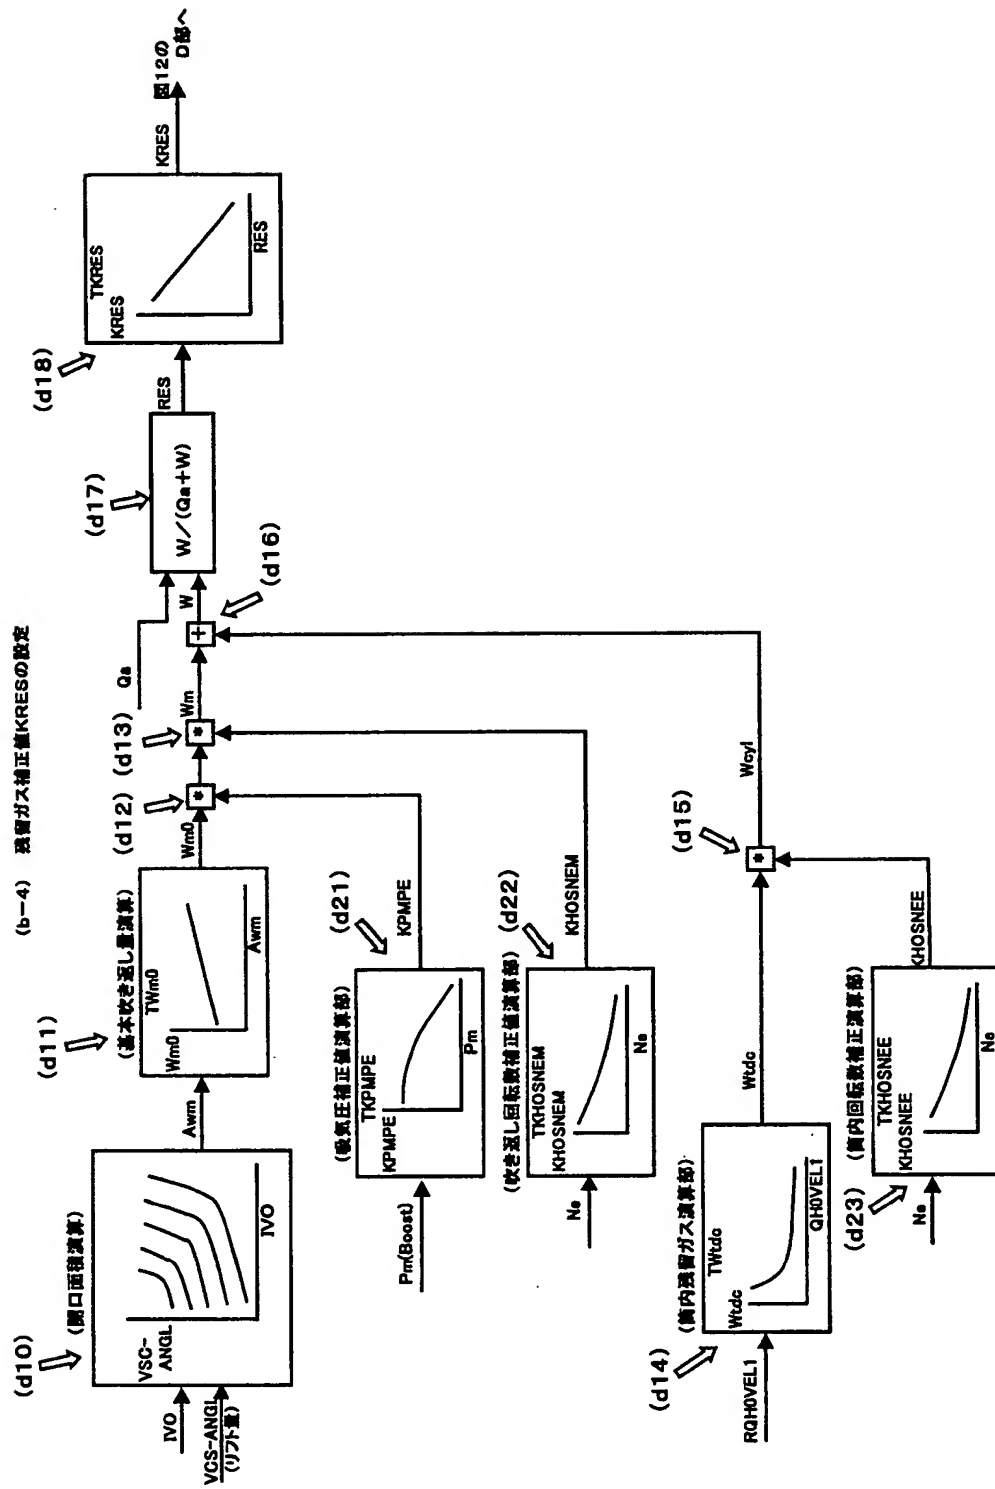 (b-4) 残留ガス補正値KRESの設定
(d10)
(開口面積演算)
VSC-
ANGL
IVO
IVO
VCS-ANGL
(リフト量)
Awm
(d11)
(基本吹き返し量演算)
TWm0
Wm0
Awm
Wm0
(d12)
(d13)
Wm
Qa
*
*
+
W
(d16)
(d17)
W/(Qa+W)
RES
(d18)
TKRES
KRES
RES
KRES
図12の
D部へ
Pm(Boost)
(吸気圧補正値演算部)
TKPMPE
KPMPE
Pm
(d21)
KPMPE
Ne
(吹き返し回転数補正値演算部)
TKHOSNEM
KHOSNEM
Ne
(d22)
KHOSNEM
RQH0VEL1
(d14)
(筒内残留ガス演算部)
TWtdc
Wtdc
QH0VEL1
Wtdc
(d15)
*
Wcyl
Ne
(d23)
(筒内回転数補正演算部)
TKHOSNEE
KHOSNEE
Ne
KHOSNEE